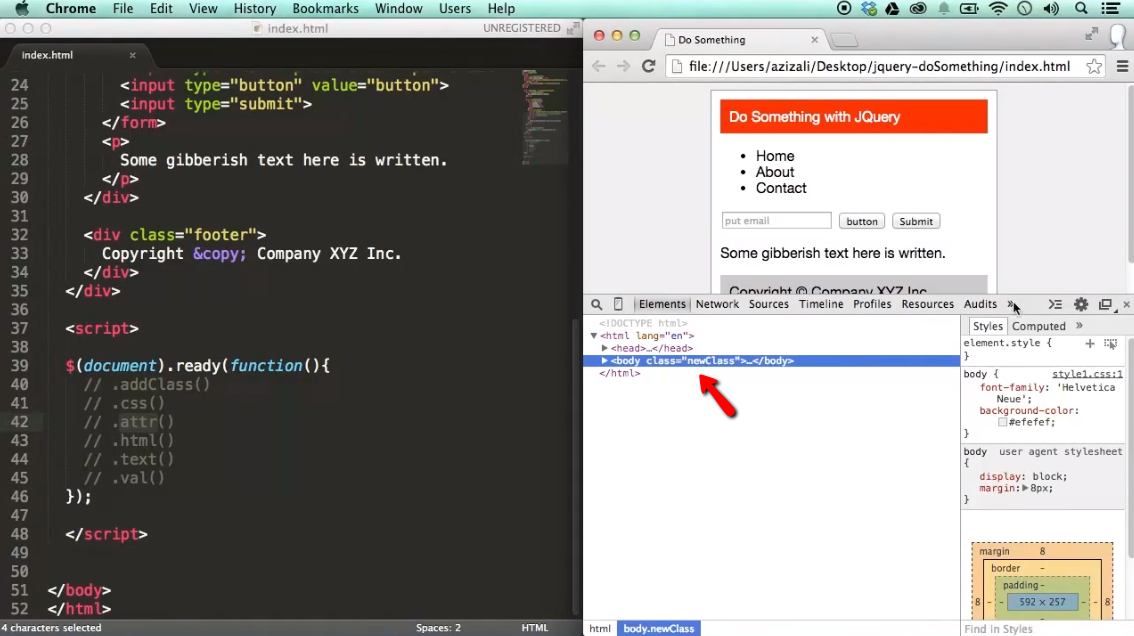 Chrome File Edit View History Bookmarks Window Users Help
index.html UNREGISTERED
index.html ×
24 <input type="button" value="button">
25 <input type="submit">
26 </form>
27 <p>
28 Some gibberish text here is written.
29 </p>
30 </div>
31
32 <div class="footer">
33 Copyright &copy; Company XYZ Inc.
34 </div>
35 </div>
36
37 <script>
38
39 $(document).ready(function(){
40 // .addClass()
41 // .css()
42 // .attr()
43 // .html()
44 // .text()
45 // .val()
46 });
47
48 </script>
49
50
51 </body>
52 </html>
4 characters selected Spaces: 2 HTML
Do Something ×
file:///Users/azizali/Desktop/jquery-doSomething/index.html
Do Something with JQuery
• Home
• About
• Contact
put email button Submit
Some gibberish text here is written.
Copyright © Company XYZ Inc.
Elements Network Sources Timeline Profiles Resources Audits »
<!DOCTYPE html>
▼<html lang="en">
▶<head>…</head>
▶<body class="newClass">…</body>
</html>
html body.newClass
Styles Computed »
element.style {
}
body { style1.css:1
font-family: 'Helvetica
Neue';
background-color:
#efefef;
}
body user agent stylesheet
{
display: block;
margin:▶8px;
}
margin 8
border -
padding -
8 - - 592 × 257 - - 8
Find in Styles